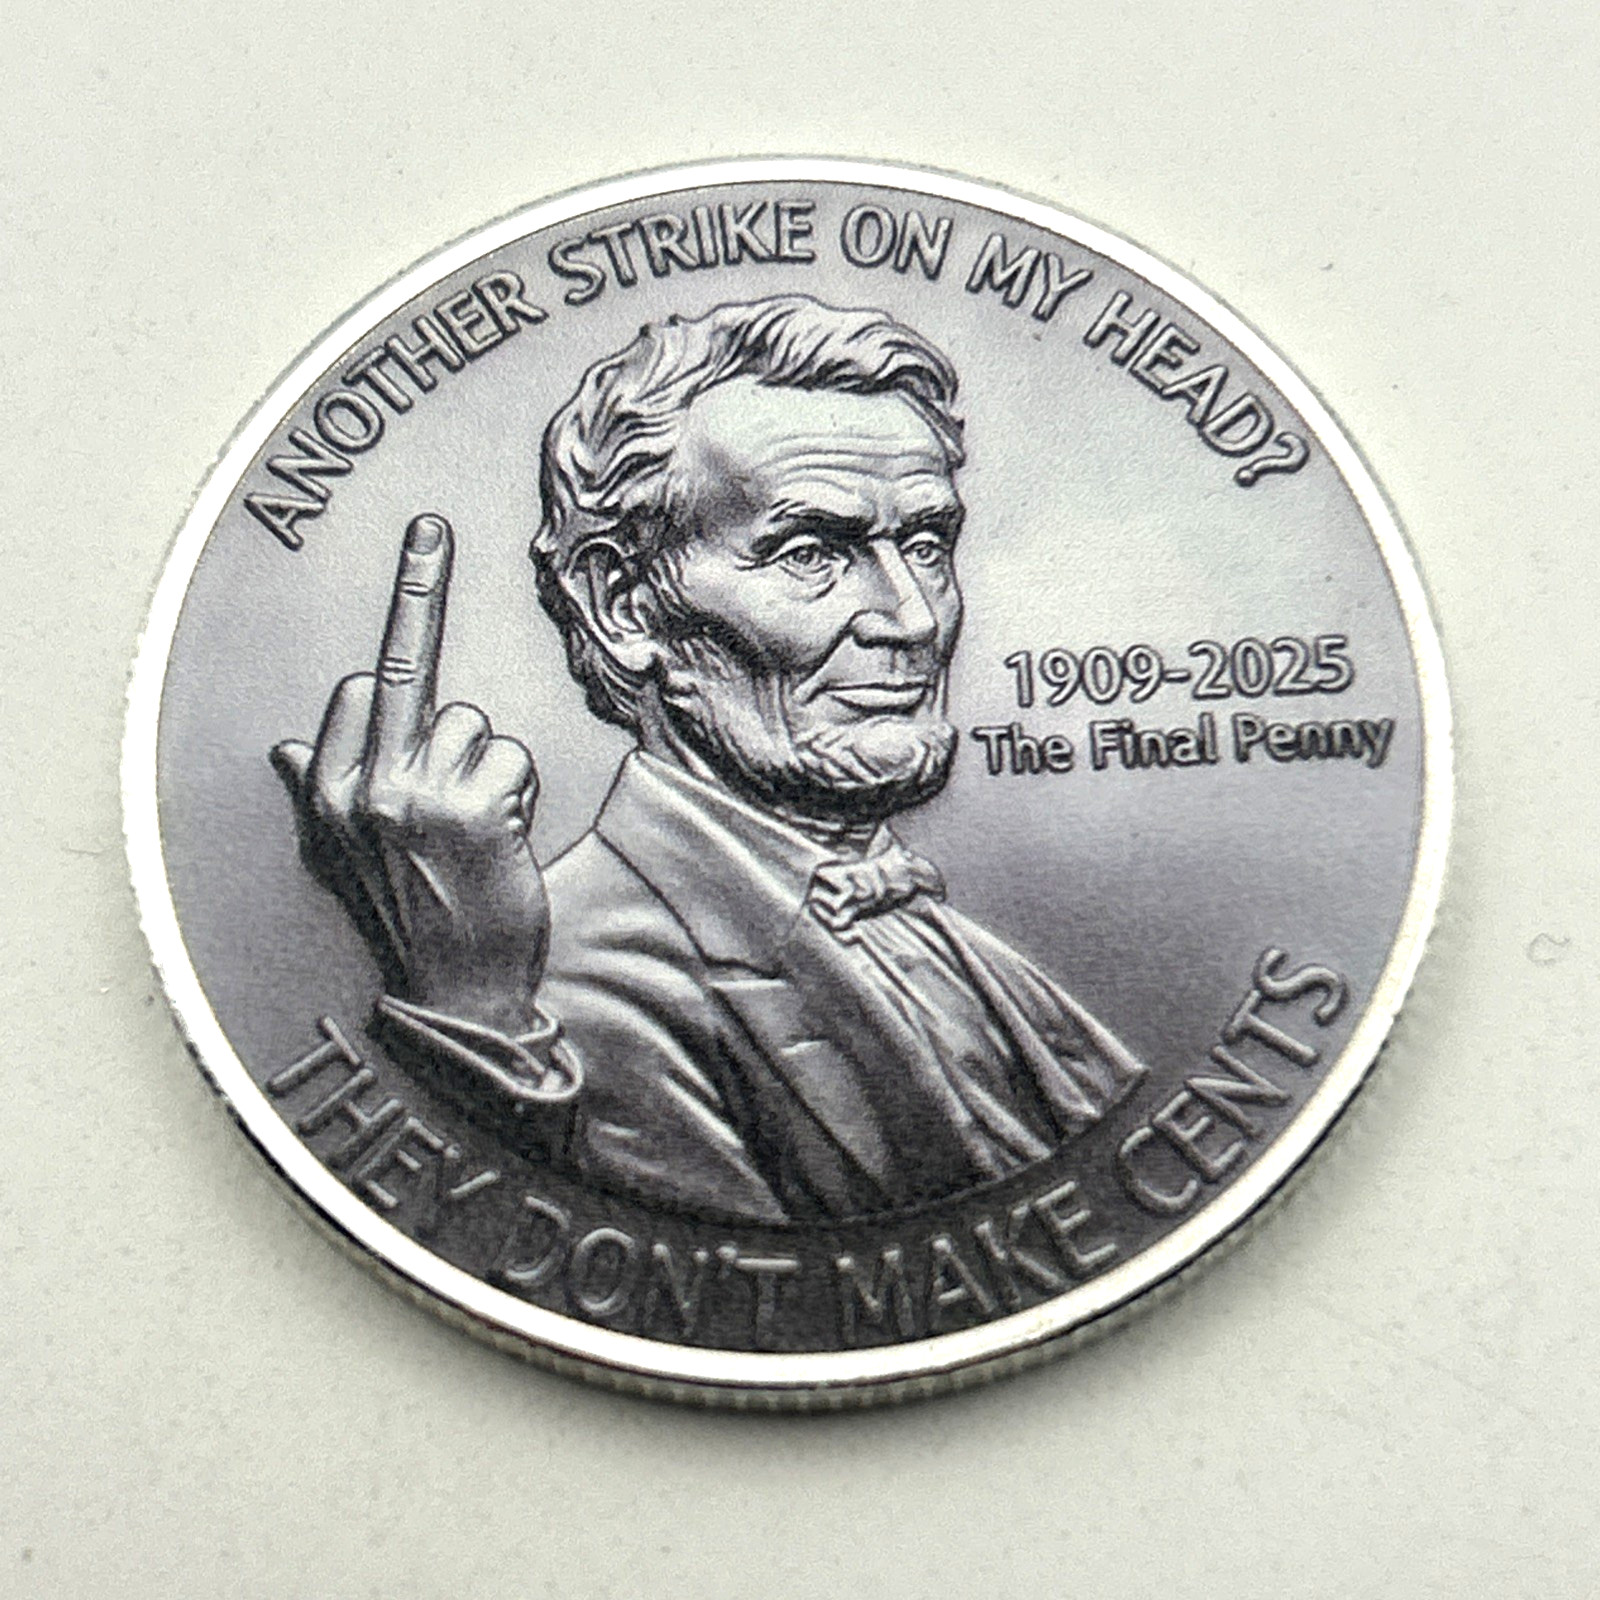 ANOTHER STRIKE ON MY HEAD?
1909-2025
The Final Penny
THEY DON'T MAKE CENTS